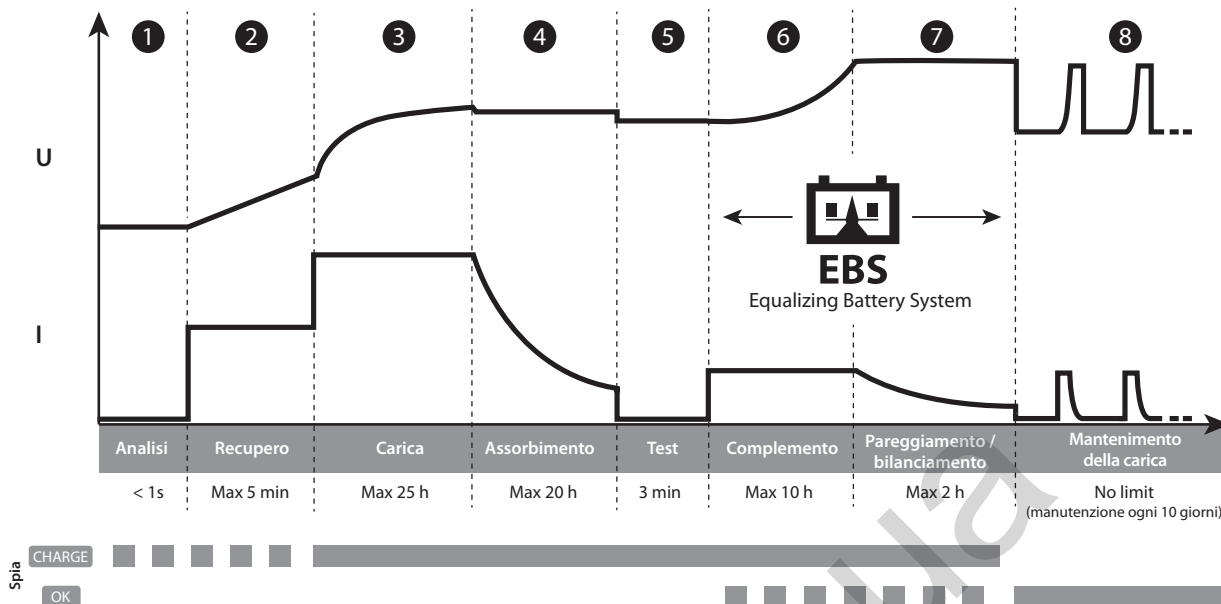 1 2 3 4 5 6 7 8
U
I
EBS
Equalizing Battery System
Analisi Recupero Carica Assorbimento Test Complemento Pareggiamento / bilanciamento Mantenimento della carica
< 1s Max 5 min Max 25 h Max 20 h 3 min Max 10 h Max 2 h No limit
(manutenzione ogni 10 giorni)
Spia
CHARGE
OK
ua